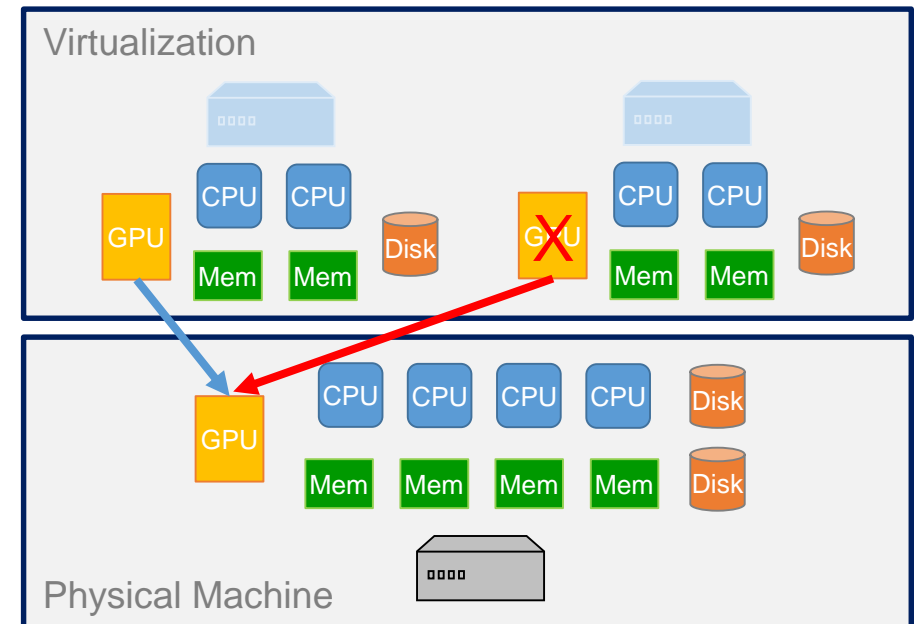 Virtualization
CPU CPU
GPU
Disk
Mem Mem
CPU CPU
GPU
X
Disk
Mem Mem
CPU CPU CPU CPU Disk
GPU
Mem Mem Mem Mem Disk
Physical Machine